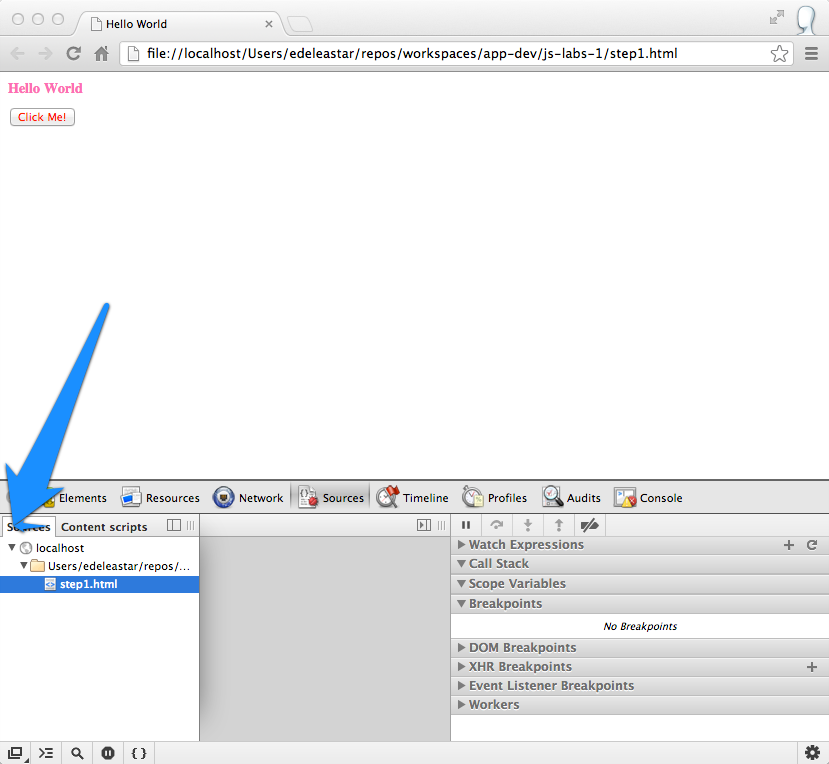 Hello World
file://localhost/Users/edeleastar/repos/workspaces/app-dev/js-labs-1/step1.html
Hello World
Click Me!
Elements Resources Network Sources Timeline Profiles Audits Console
Sources Content scripts
localhost
Users/edeleastar/repos/...
step1.html
Watch Expressions
Call Stack
Scope Variables
Breakpoints
No Breakpoints
DOM Breakpoints
XHR Breakpoints
Event Listener Breakpoints
Workers